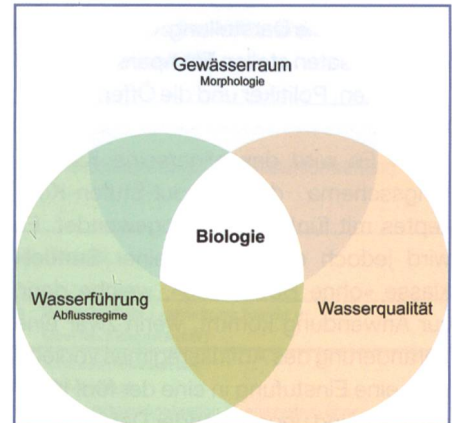 Gewässerraum
Morphologie
Biologie
Wasserführung
Abflussregime
Wasserqualität